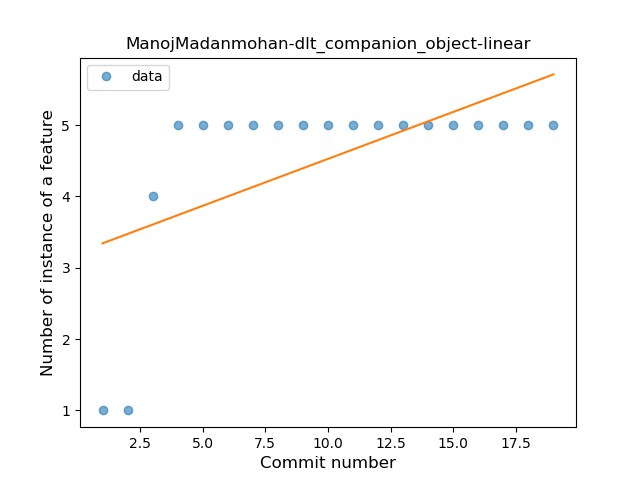 ManojMadanmohan-dlt_companion_object-linear
data
Number of instance of a feature
5
4
3
2
1
2.5 5.0 7.5 10.0 12.5 15.0 17.5
Commit number